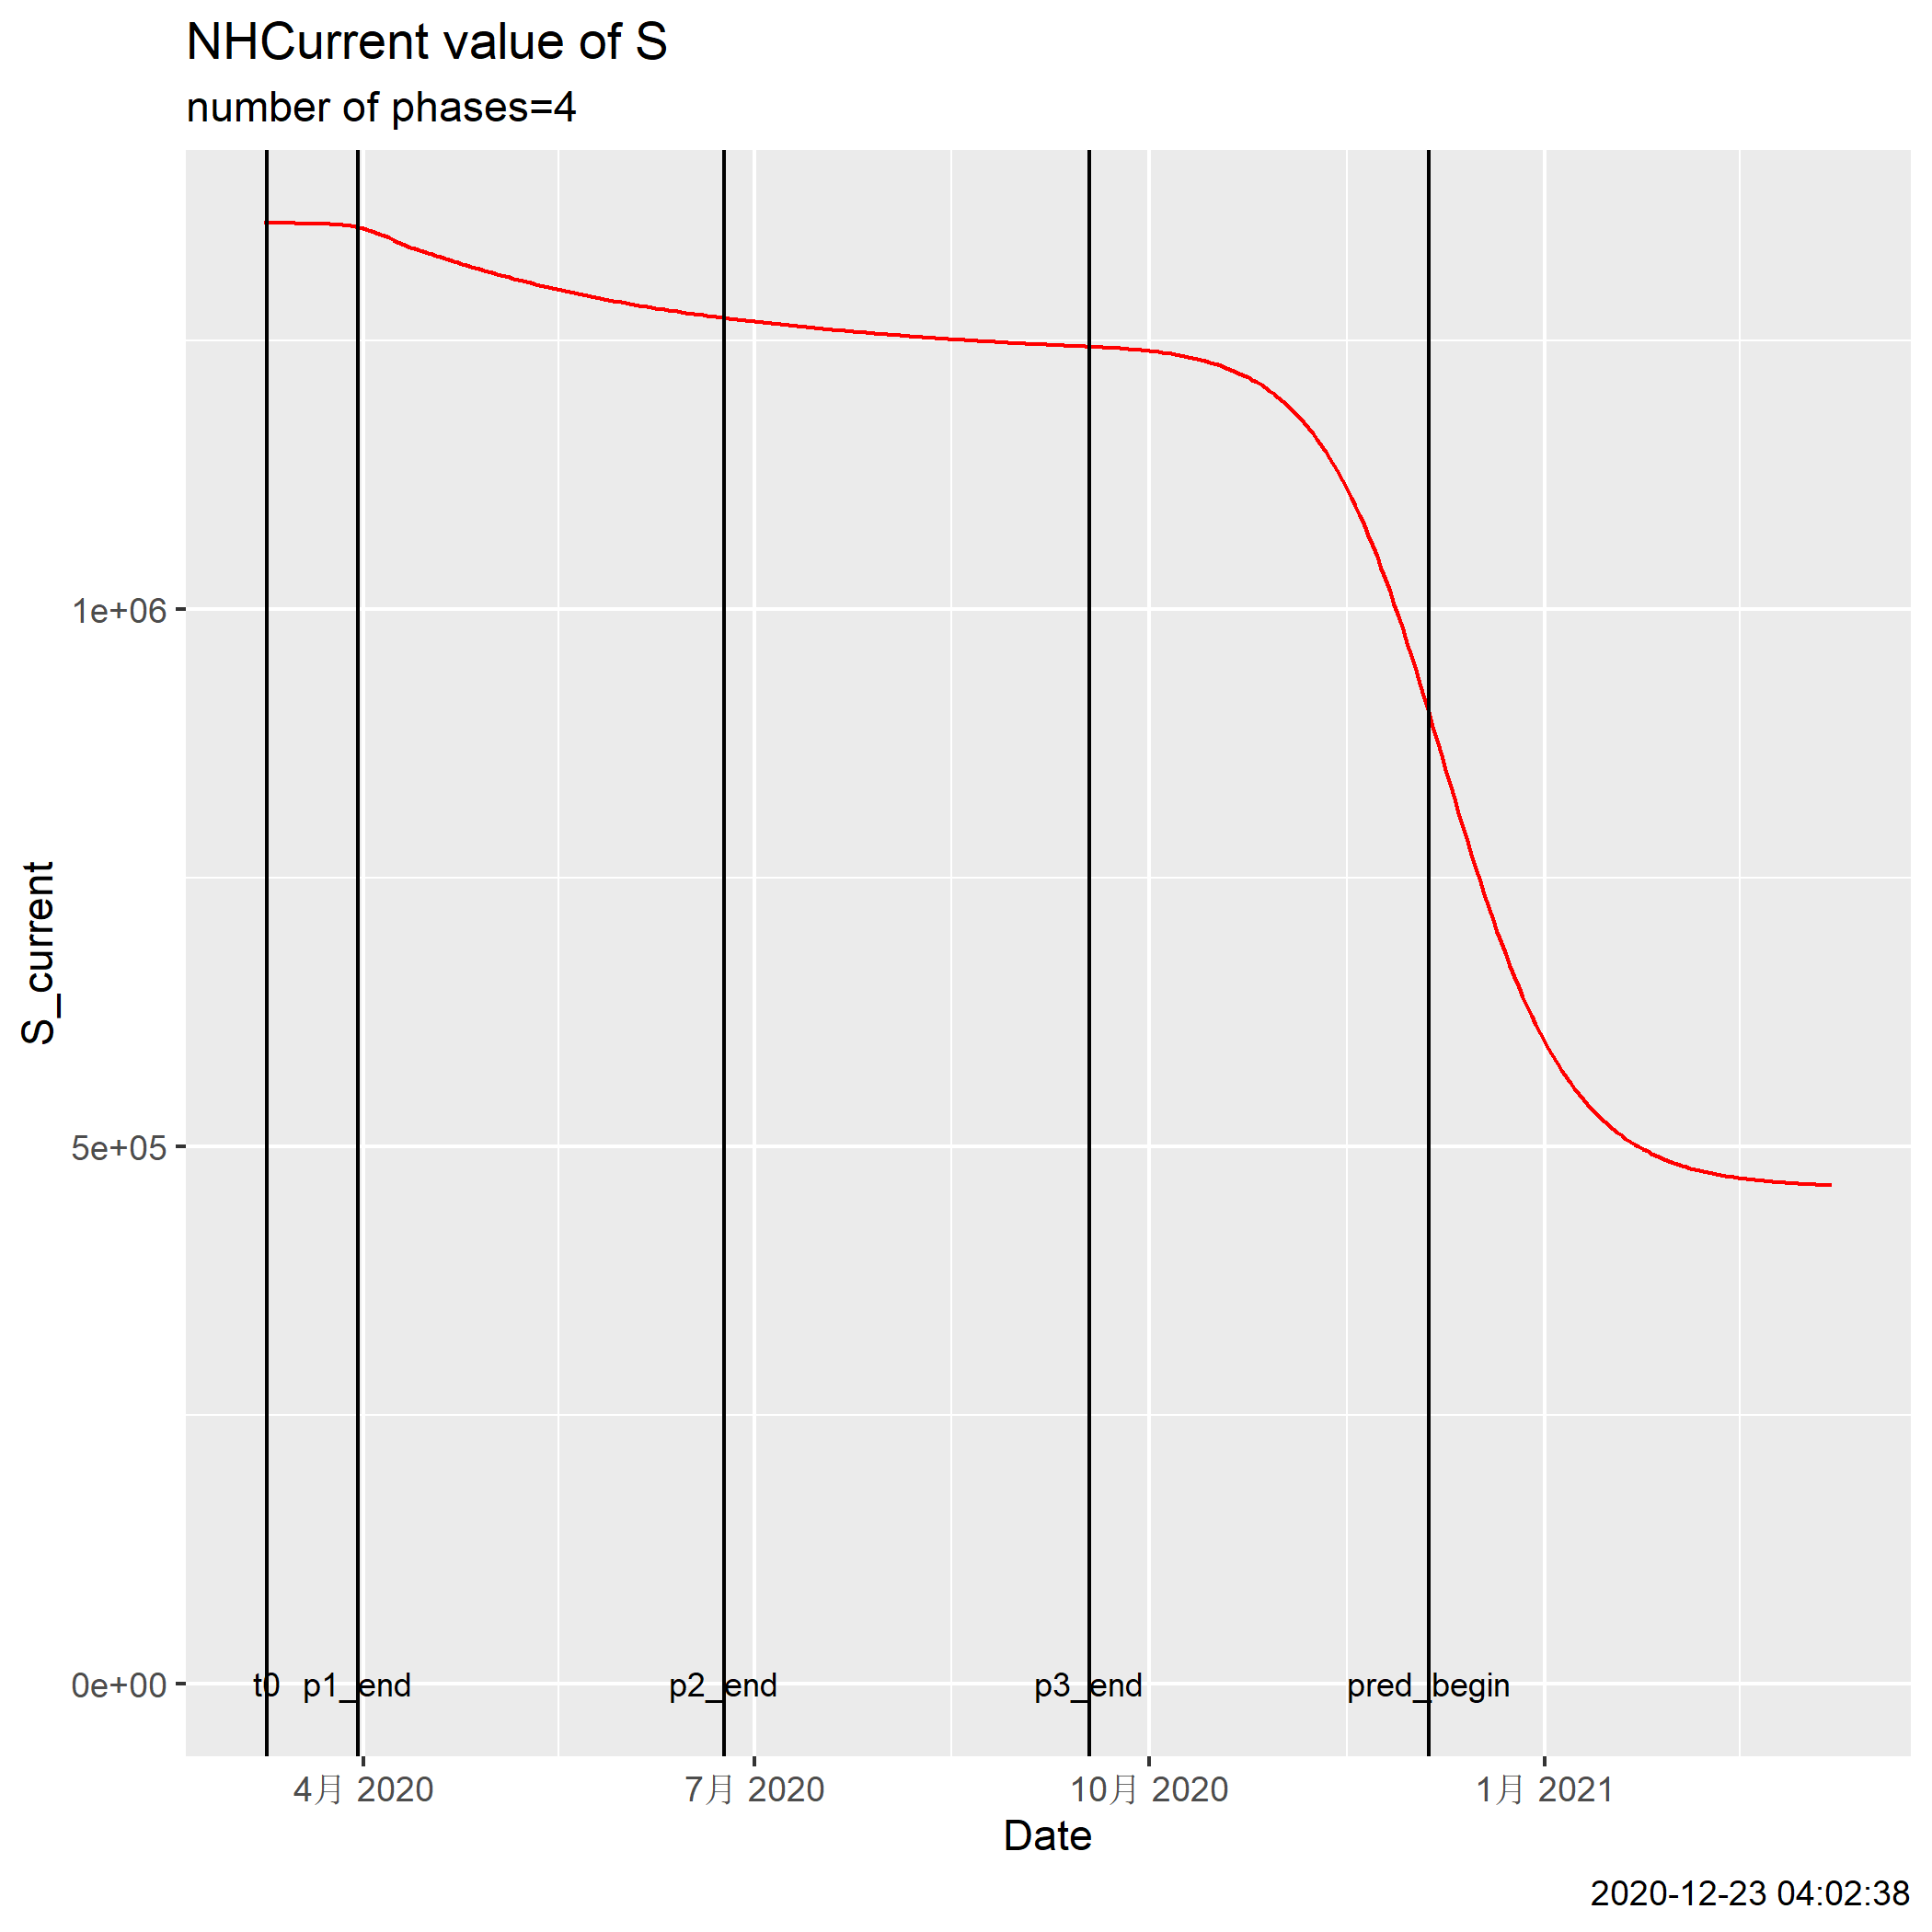 NHCurrent value of S
number of phases=4
S_current
1e+06
5e+05
0e+00
t0 p1_end p2_end p3_end pred_begin
4月 2020 7月 2020 10月 2020 1月 2021
Date
2020-12-23 04:02:38